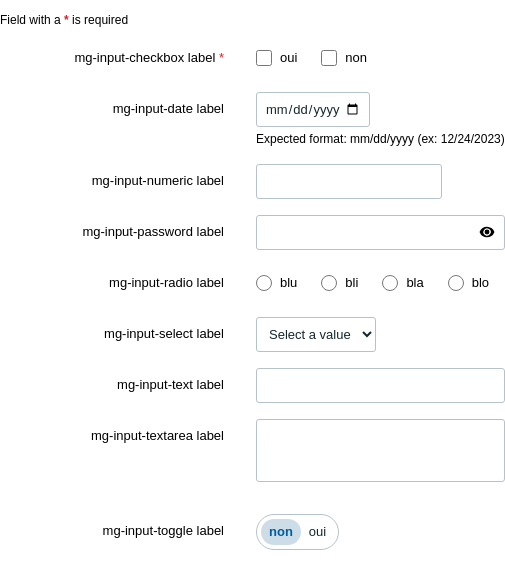 Field with a * is required
mg-input-checkbox label * oui non
mg-input-date label mm/dd/yyyy
Expected format: mm/dd/yyyy (ex: 12/24/2023)
mg-input-numeric label
mg-input-password label
mg-input-radio label blu bli bla blo
mg-input-select label Select a value
mg-input-text label
mg-input-textarea label
mg-input-toggle label non oui